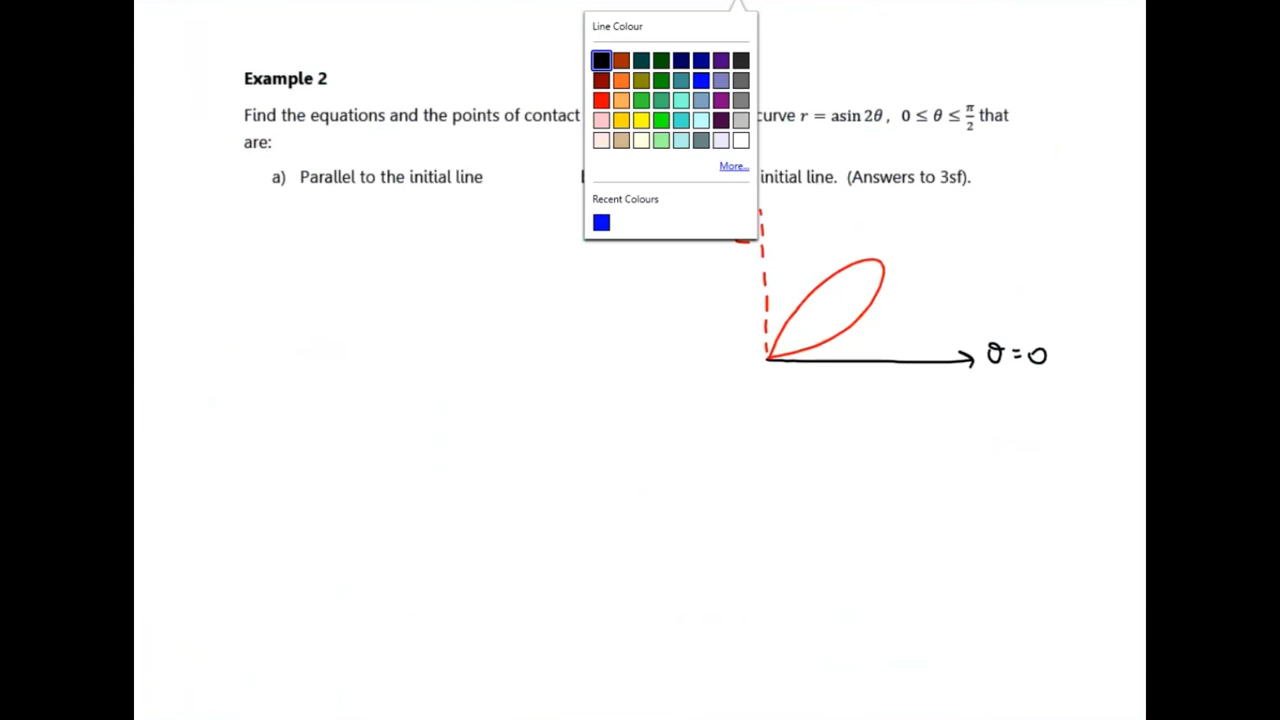 Line Colour
Example 2
Find the equations and the points of contact curve r = asin 2θ, 0 ≤ θ ≤ π/2 that
are:
a) Parallel to the initial line initial line. (Answers to 3sf).
More...
Recent Colours
θ = 0